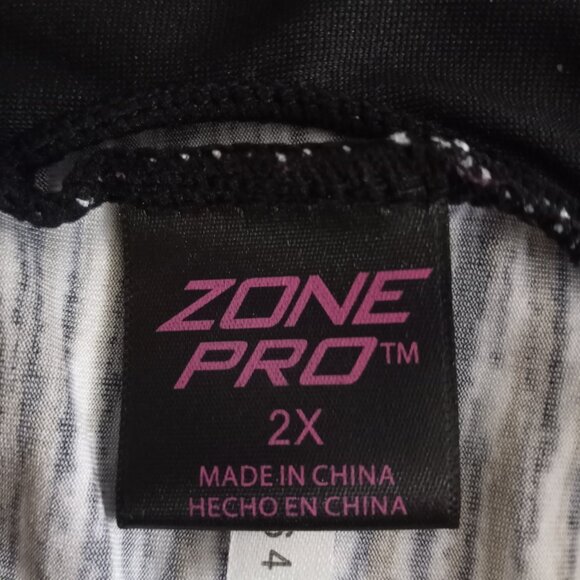 ZONE
PRO™
2X
MADE IN CHINA
HECHO EN CHINA